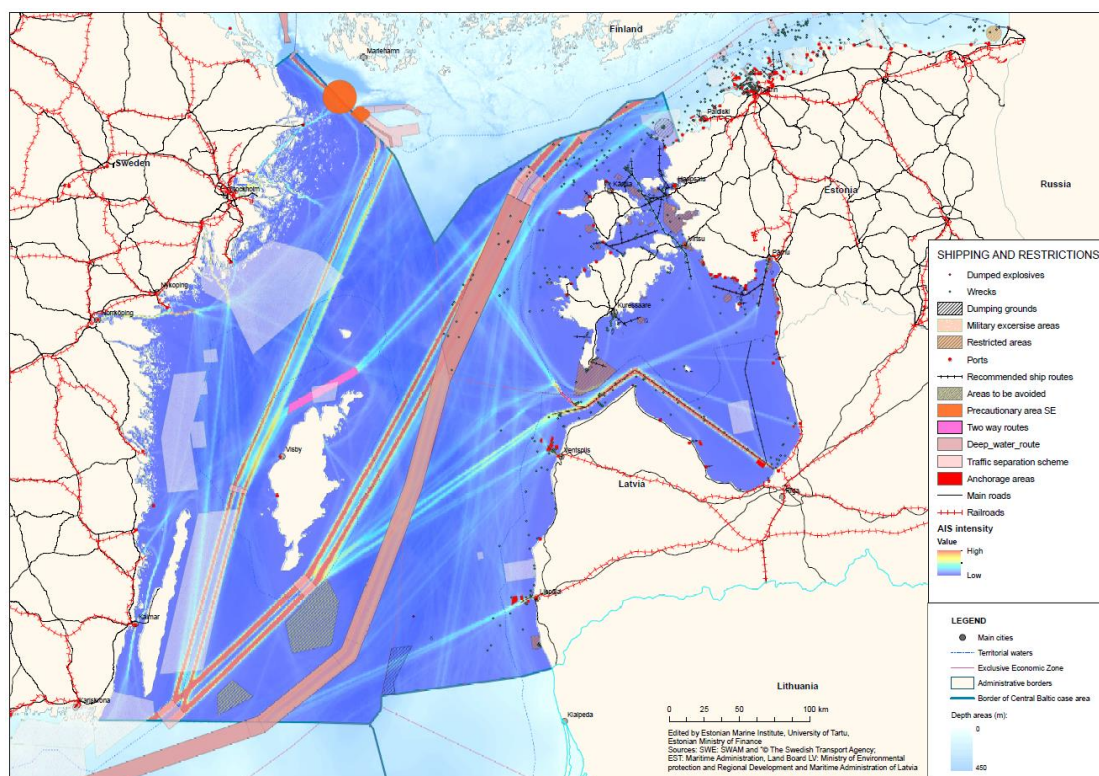 Finland
Mariehamn
Paldiski
Sweden
Estonia
Russia
Kärdla
Haapsalu
Virtsu
Pärnu
Nyköping
Norrköping
Kuressaare
Visby
Ventspils
Latvia
Riga
Liepaja
Kalmar
Karlskrona
Lithuania
Klaipeda
SHIPPING AND RESTRICTIONS
Dumped explosives
Wrecks
Dumping grounds
Military excersise areas
Restricted areas
Ports
Recommended ship routes
Areas to be avoided
Precautionary area SE
Two way routes
Deep_water_route
Traffic separation scheme
Anchorage areas
Main roads
Railroads
AIS intensity
Value
High
Low
LEGEND
Main cities
Territorial waters
Exclusive Economic Zone
Administrative borders
Border of Central Baltic case area
Depth areas (m):
0
450
0 20 40 60 80 100 km
Edited by Estonian Marine Institute, University of Tartu,
Estonian Ministry of Finance
Sources: SWE: SWAM and "© The Swedish Transport Agency;
EST: Maritime Administration, Land Board LV: Ministry of Environmental
protection and Regional Development and Maritime Administration of Latvia